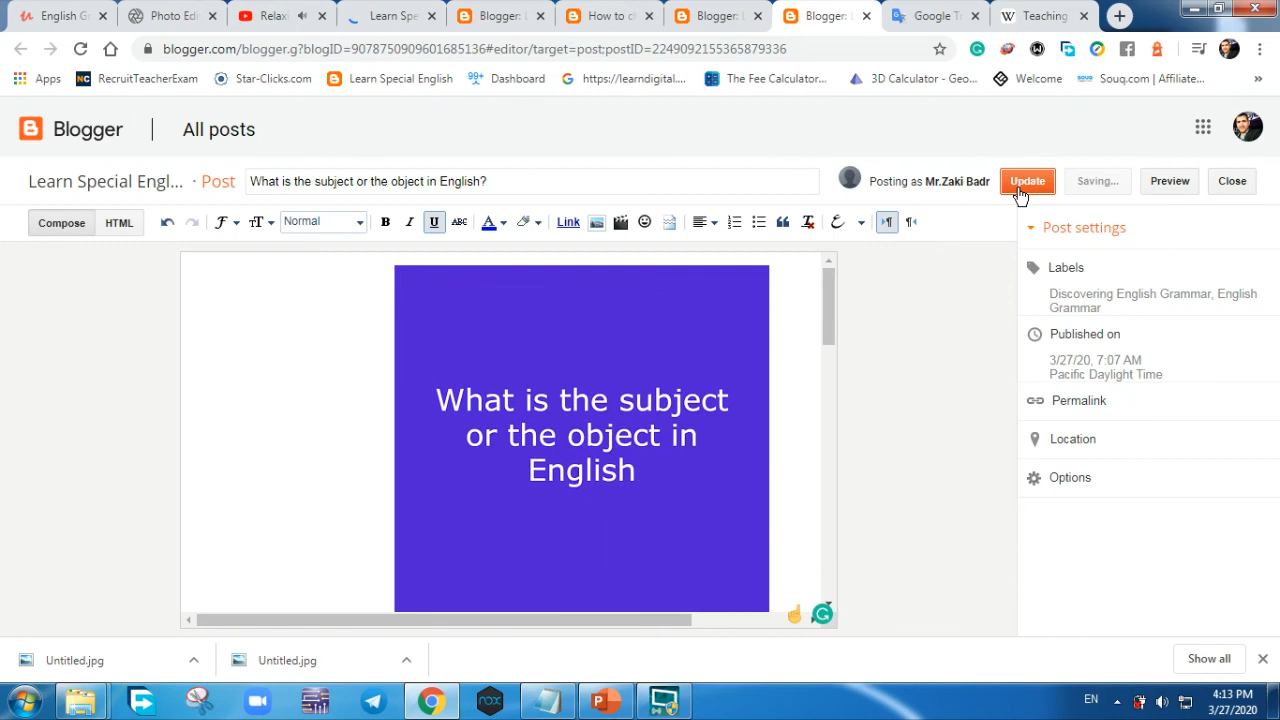 English G
Photo Edi
Relaxi
Learn Spe
Blogger: L
How to c
Blogger: L
Blogger: L
Google T
Teaching
blogger.com/blogger.g?blogID=9078750909601685136#editor/target=post;postID=2249092155365879336
Apps
RecruitTeacherExam
Star-Clicks.com
Learn Special English
Dashboard
https://learndigital....
The Fee Calculator...
3D Calculator - Geo...
Welcome
Souq.com | Affiliate...
Blogger
All posts
Learn Special Engl... · Post
What is the subject or the object in English?
Posting as Mr.Zaki Badr
Update
Saving...
Preview
Close
Compose
HTML
Normal
B
I
U
ABC
A
Link
Post settings
Labels
Discovering English Grammar, English
Grammar
Published on
3/27/20, 7:07 AM
Pacific Daylight Time
Permalink
Location
Options
What is the subject
or the object in
English
Untitled.jpg
Untitled.jpg
Show all
EN
4:13 PM
3/27/2020